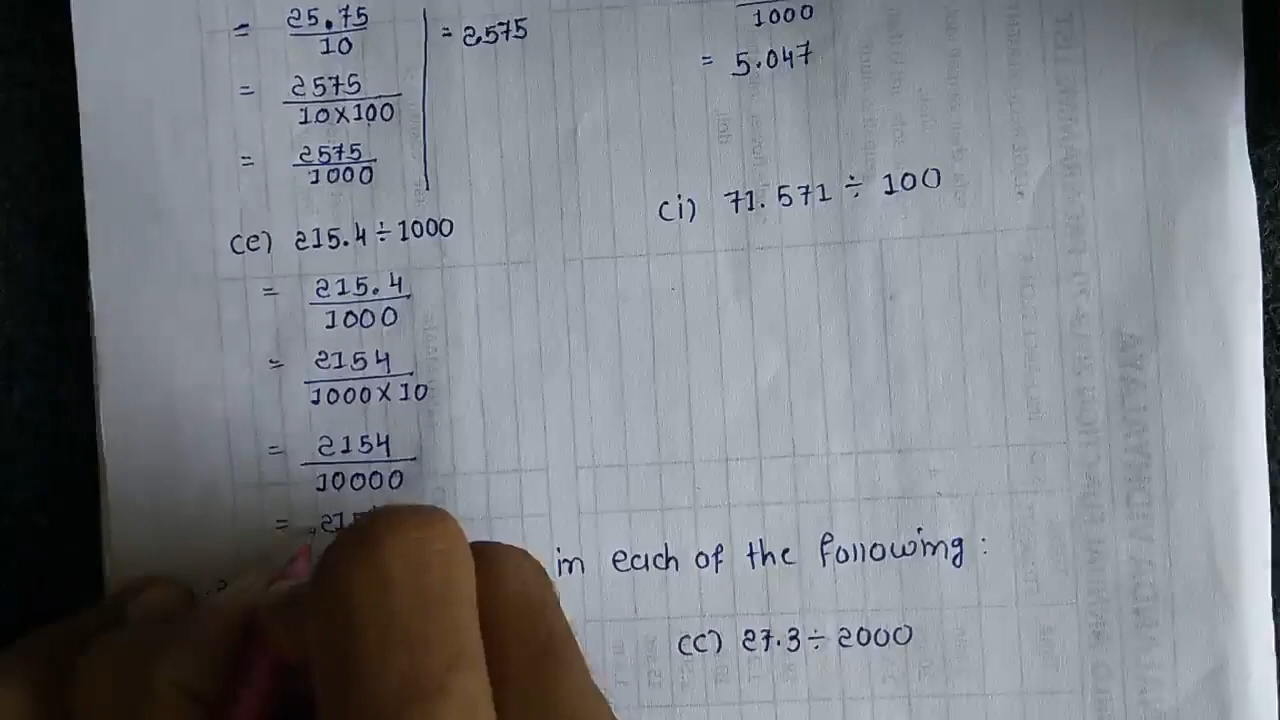 = 25.75/10
= 2575/10×100
= 2575/1000
= 2575
(e) 215.4 ÷ 1000
= 215.4/1000
= 2154/1000×10
= 2154/10000
= .215
1000
= 5.047
(i) 71.571 ÷ 100
in each of the following :
(c) 27.3 ÷ 2000